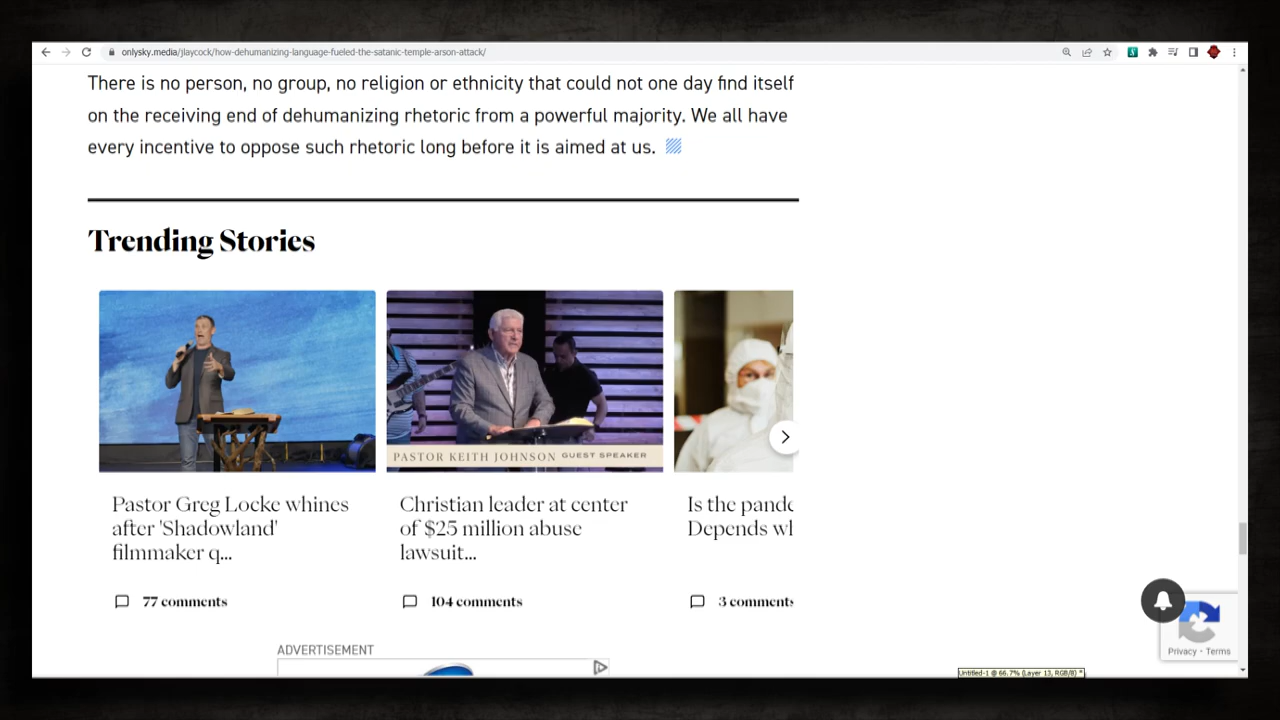 onlysky.media/jlaycock/how-dehumanizing-language-fueled-the-satanic-temple-arson-attack/
There is no person, no group, no religion or ethnicity that could not one day find itself
on the receiving end of dehumanizing rhetoric from a powerful majority. We all have
every incentive to oppose such rhetoric long before it is aimed at us.
Trending Stories
PASTOR KEITH JOHNSON GUEST SPEAKER
Pastor Greg Locke whines
after 'Shadowland'
filmmaker q...
77 comments
Christian leader at center
of $25 million abuse
lawsuit...
104 comments
Is the pande
Depends wh
3 comments
ADVERTISEMENT
Privacy - Terms
Untitled-1 @ 66.7% (Layer 13, RGB/8) *